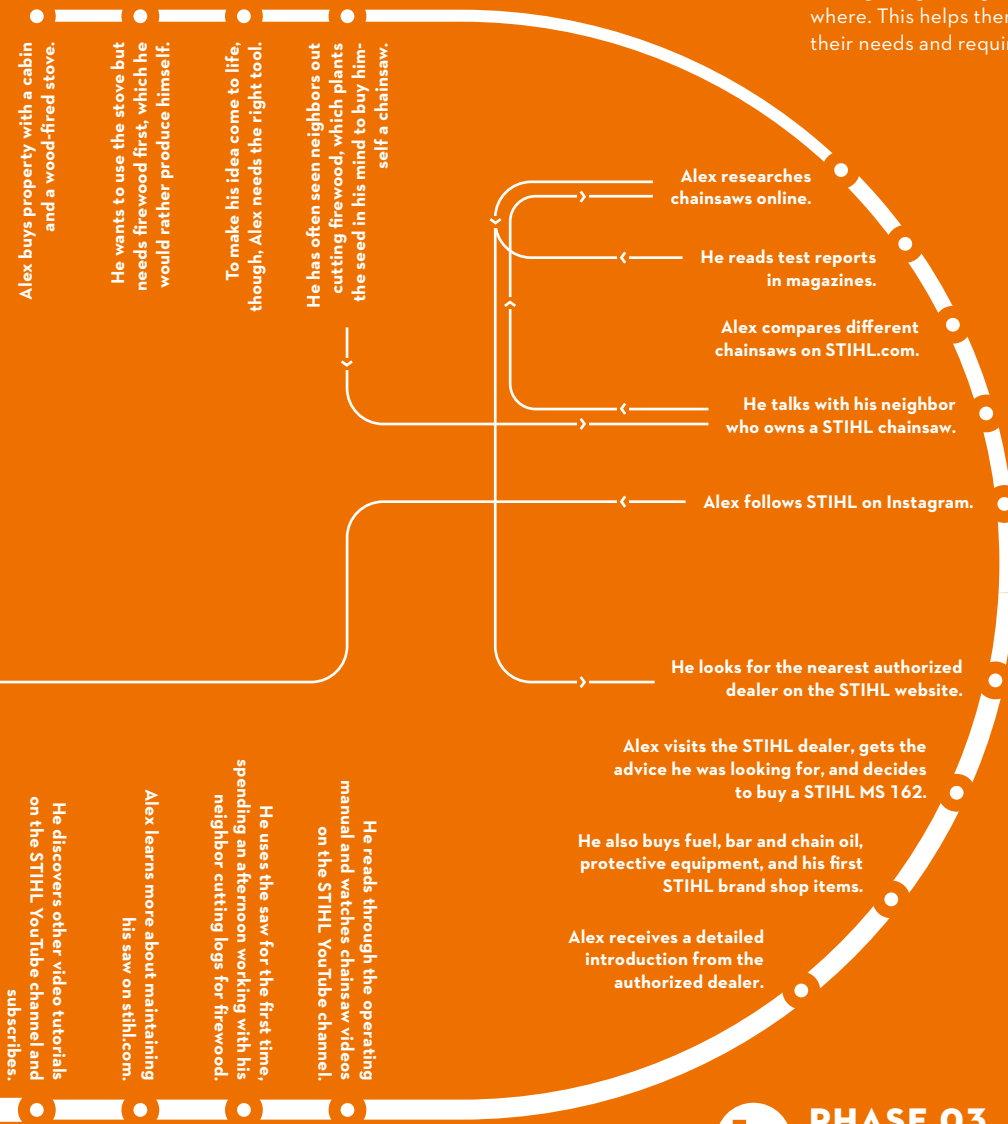 where. This helps
their needs and
Alex buys property with a cabin
and a wood-fired stove.
He wants to use the stove but
needs firewood first, which he
would rather produce himself.
To make his idea come to life,
though, Alex needs the right tool.
He has often seen neighbors out
cutting firewood, which plants
the seed in his mind to buy him-
self a chainsaw.
Alex researches
chainsaws online.
He reads test reports
in magazines.
Alex compares different
chainsaws on STIHL.com.
He talks with his neighbor
who owns a STIHL chainsaw.
Alex follows STIHL on Instagram.
He looks for the nearest authorized
dealer on the STIHL website.
Alex visits the STIHL dealer, gets the
advice he was looking for, and decides
to buy a STIHL MS 162.
He also buys fuel, bar and chain oil,
protective equipment, and his first
STIHL brand shop items.
Alex receives a detailed
introduction from the
authorized dealer.
He reads through the operating
manual and watches chainsaw videos
on the STIHL YouTube channel.
He uses the saw for the first time,
spending an afternoon working with his
neighbor cutting logs for firewood.
Alex learns more about maintaining
his saw on stihl.com.
He discovers other video tutorials
on the STIHL YouTube channel and
subscribes.
PHASE 03